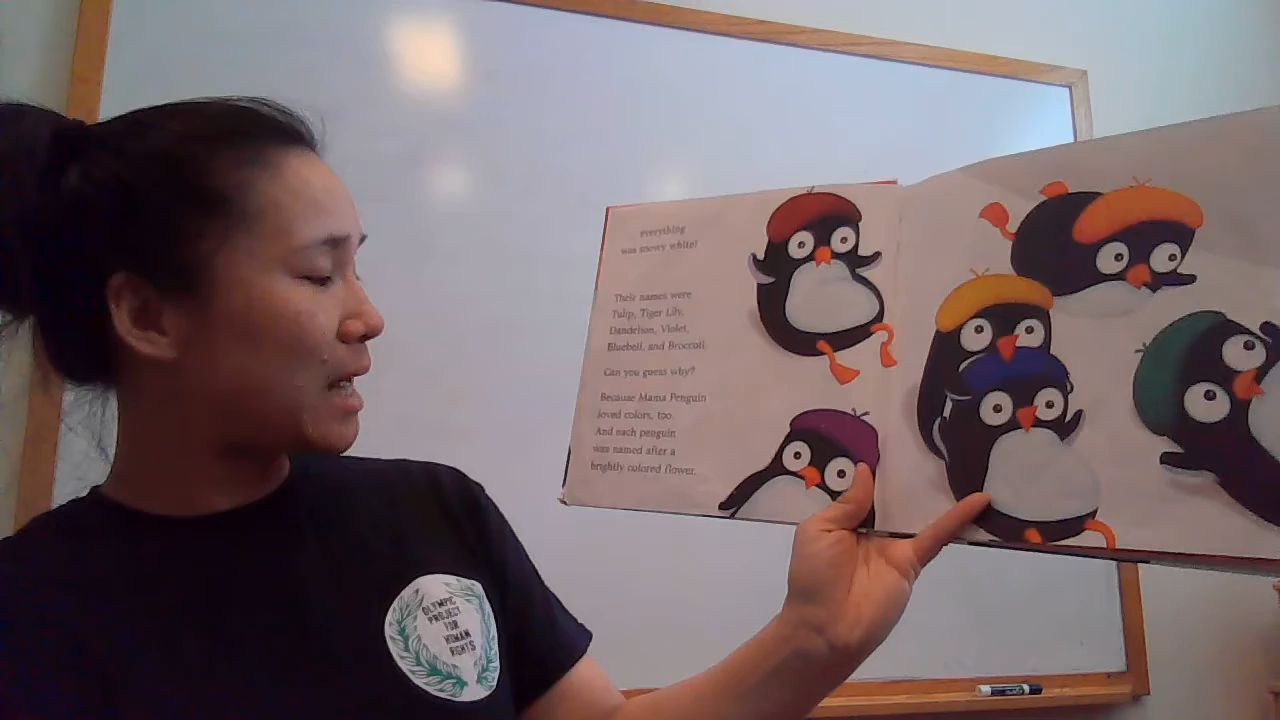 everything
was snowy white!
Their names were
Tulip, Tiger Lily,
Dandelion, Violet,
Bluebell, and Broccoli.
Can you guess why?
Because Mama Penguin
loved colors, too.
And each penguin
was named after a
brightly colored flower.
OLYMPIC
PROJECT
FOR
HUMAN
RIGHTS